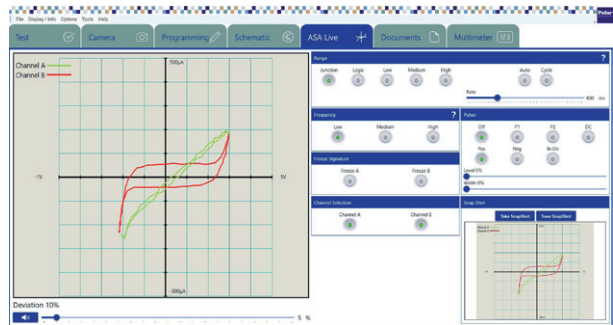 Polar
File Display / Info Options Tools Help
Test Camera Programming Schematic ASA Live Documents Multimeter
Channel A
Channel B
500µA
-1V
1V
-500µA
Deviation 10%
5 %
Range ?
Junction Logic Low Medium High Auto Cycle
Rate
400 ms
Frequency ?
Low Medium High
Pulse
Off P1 P2 DC
Pos Neg Bi-Dir
Level:0%
Width:0%
Freeze Signature
Freeze A Freeze B
Channel Selection
Channel A Channel B
Snap Shot
Take SnapShot Save SnapShot